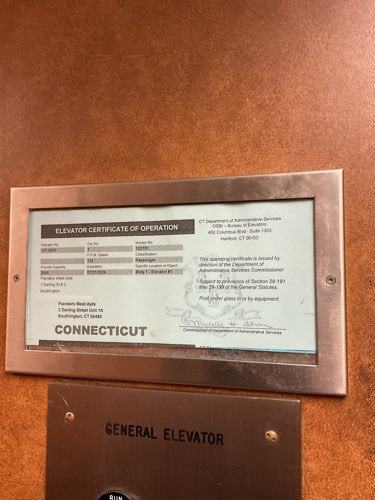 ELEVATOR CERTIFICATE OF OPERATION
Elevator No. Car No. Invoice No.
F.P.M. Speed Classification
125 Passenger
Pounds Capacity Expiration Specific Location of Object
Bldg 1 - Elevator #1
Flanders West Apts
1 Darling St #
Southington
Flanders West Apts
3 Darling Street Unit 1A
Southington, CT 06489
CONNECTICUT
CT Department of Administrative Services
OSBI - Bureau of Elevators
450 Columbus Blvd - Suite 1303
Hartford, CT 06103
This operating certificate is issued by
direction of the Department of
Administrative Services Commissioner
Subject to provisions of Section 29-191
thru 29-199 of the General Statutes.
Post under glass in or by equipment.
Commissioner of Department of Administrative Services
GENERAL ELEVATOR
RUN